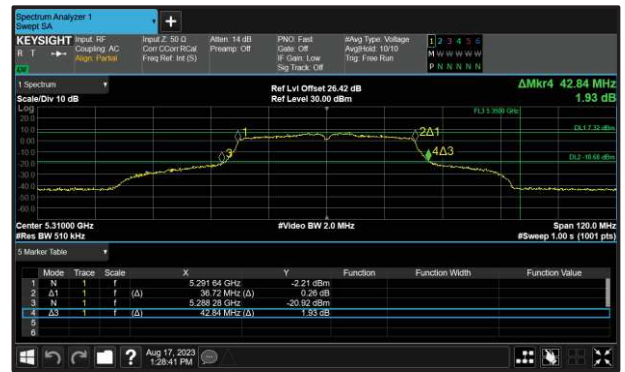 Spectrum Analyzer 1
Swept SA
KEYSIGHT Input: RF Input Z: 50 Ω Atten: 14 dB PNO: Fast #Avg Type: Voltage 1 2 3 4 5 6
R T Coupling: AC Corr CCorr RCal Preamp: Off Gate: Off Avg|Hold: 10/10 M W W W W W
Align: Partial Freq Ref: Int (S) IF Gain: Low Trig: Free Run P N N N N N
Sig Track: Off
1 Spectrum
Ref Lvl Offset 26.42 dB ΔMkr4 42.84 MHz
Scale/Div 10 dB Ref Level 30.00 dBm 1.93 dB
Log
20.0
10.0
0.00
-10.0
-20.0
-30.0
-40.0
-50.0
-60.0
FL3 5.3500 GHz
DL1 7.32 dBm
1
2Δ1
3
4Δ3
Center 5.31000 GHz #Video BW 2.0 MHz Span 120.0 MHz
#Res BW 510 kHz #Sweep 1.00 s (1001 pts)
5 Marker Table
Mode Trace Scale X Y Function Function Width Function Value
1 N 1 f 5.291 64 GHz -2.21 dBm
2 Δ1 1 f (Δ) 36.72 MHz (Δ) 0.26 dB
3 N 1 f 5.288 28 GHz -20.92 dBm
4 Δ3 1 f (Δ) 42.84 MHz (Δ) 1.93 dB
5
6
? Aug 17, 2023
1:28:41 PM